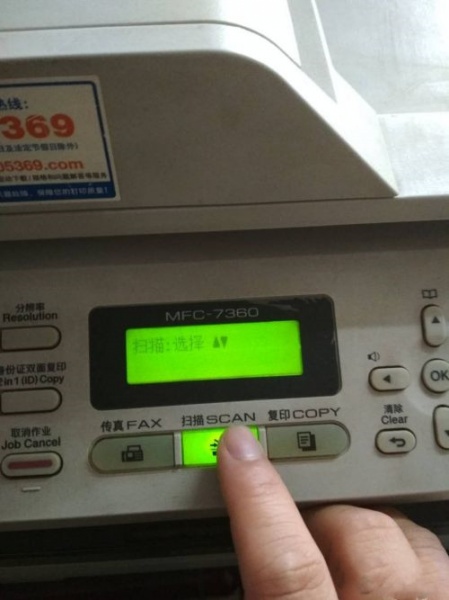 热线:
5369
05369.com
MFC-7360
扫描:选择 ▲▼
分辨率
Resolution
身份证双面复印
2 in 1 (ID) Copy
取消作业
Job Cancel
传真 FAX
扫描 SCAN
复印 COPY
清除
Clear
OK